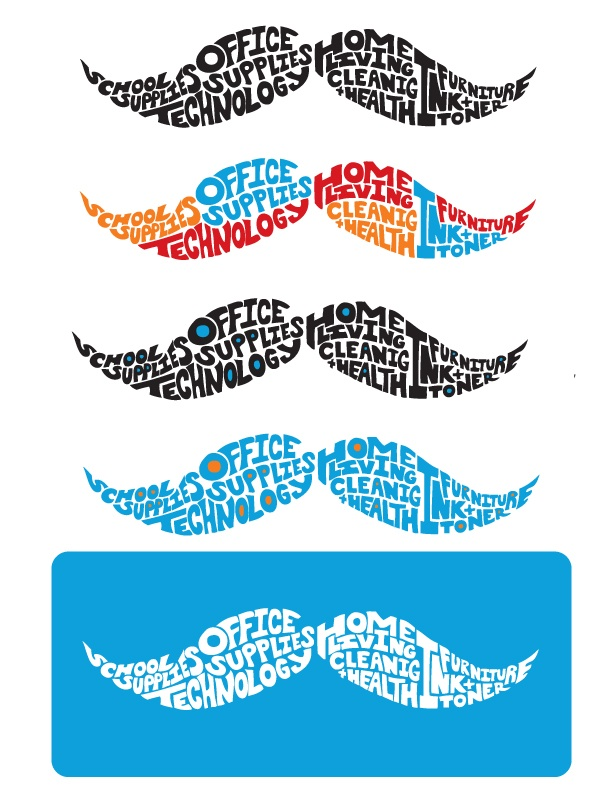 SCHOOL SUPPLIES
OFFICE SUPPLIES
TECHNOLOGY
HOME LIVING
CLEANIG +HEALTH
INK+ TONER
FURNITURE
SCHOOL SUPPLIES
OFFICE SUPPLIES
TECHNOLOGY
HOME LIVING
CLEANIG +HEALTH
INK+ TONER
FURNITURE
SCHOOL SUPPLIES
OFFICE SUPPLIES
TECHNOLOGY
HOME LIVING
CLEANIG +HEALTH
INK+ TONER
FURNITURE
SCHOOL SUPPLIES
OFFICE SUPPLIES
TECHNOLOGY
HOME LIVING
CLEANIG +HEALTH
INK+ TONER
FURNITURE
SCHOOL SUPPLIES
OFFICE SUPPLIES
TECHNOLOGY
HOME LIVING
CLEANIG +HEALTH
INK+ TONER
FURNITURE